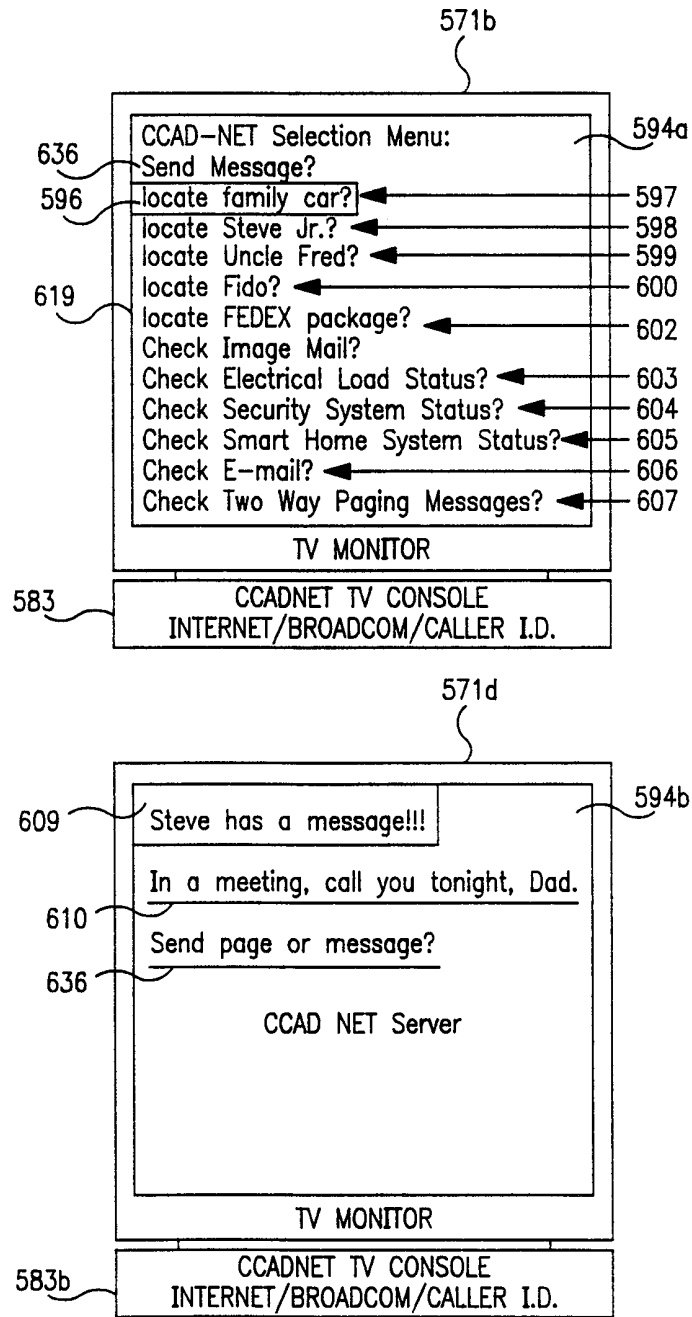 571b
CCAD-NET Selection Menu:
594a
636
Send Message?
596
locate family car?
597
locate Steve Jr.?
598
locate Uncle Fred?
599
619
locate Fido?
600
locate FEDEX package?
602
Check Image Mail?
Check Electrical Load Status?
603
Check Security System Status?
604
Check Smart Home System Status?
605
Check E-mail?
606
Check Two Way Paging Messages?
607
TV MONITOR
583
CCADNET TV CONSOLE
INTERNET/BROADCOM/CALLER I.D.
571d
609
594b
Steve has a message!!!
In a meeting, call you tonight, Dad.
610
Send page or message?
636
CCAD NET Server
TV MONITOR
583b
CCADNET TV CONSOLE
INTERNET/BROADCOM/CALLER I.D.